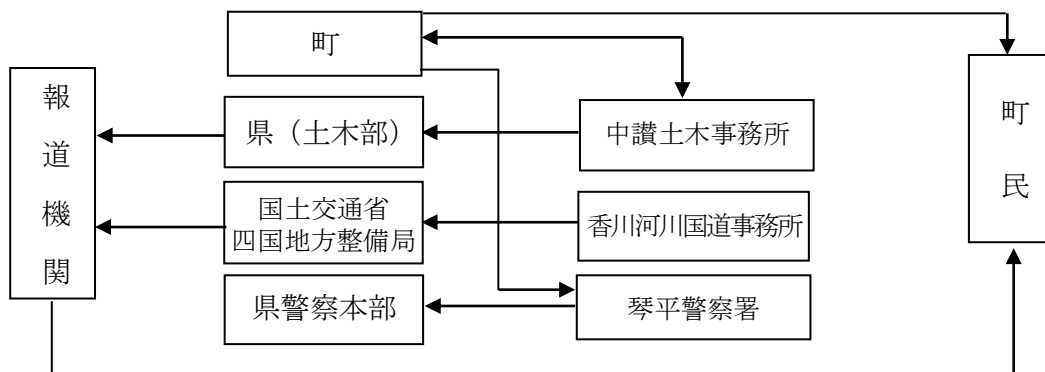 町
報道機関
県（土木部）
中讃土木事務所
国土交通省
四国地方整備局
香川河川国道事務所
県警察本部
琴平警察署
町民